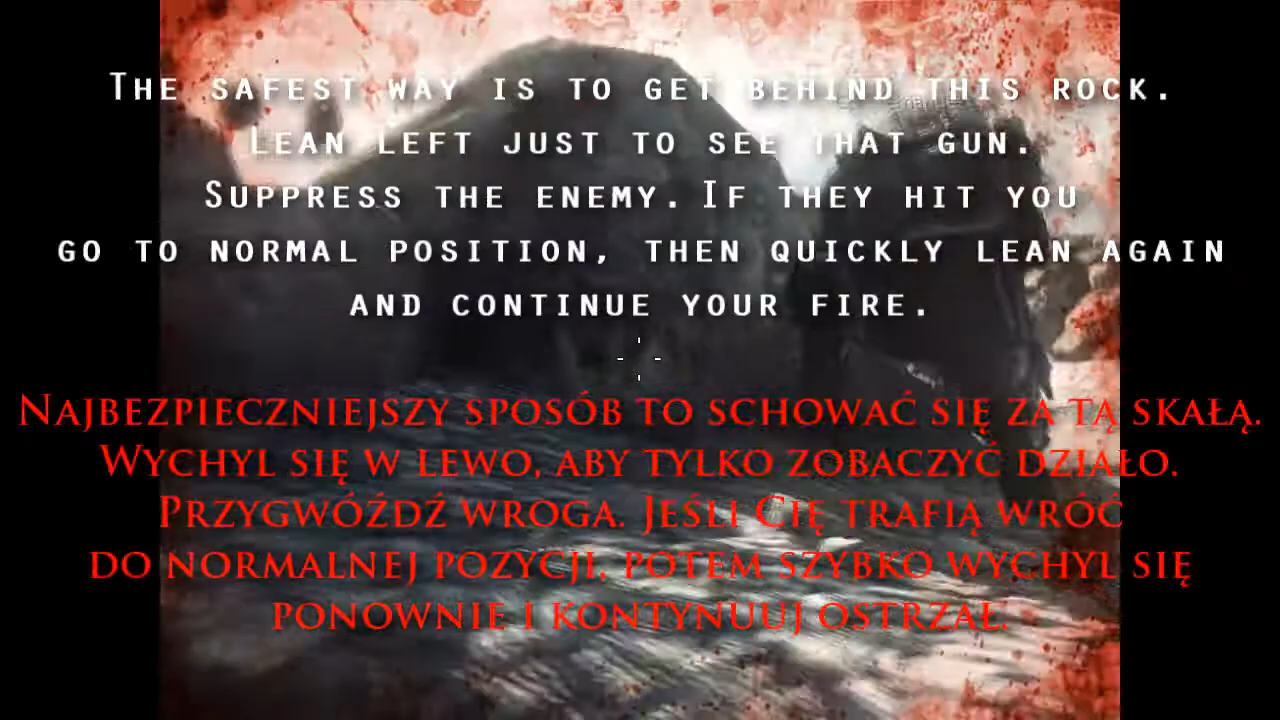 The safest way is to get behind this rock.
Lean left just to see that gun.
Suppress the enemy. If they hit you
go to normal position, then quickly lean again
and continue your fire.
Najbezpieczniejszy sposób to schować się za tą skałą.
Wychyl się w lewo, aby tylko zobaczyć działo.
Przygwóźdź wroga. Jeśli Cię trafią wróć
do normalnej pozycji, potem szybko wychyl się
ponownie i kontynuuj ostrzał.